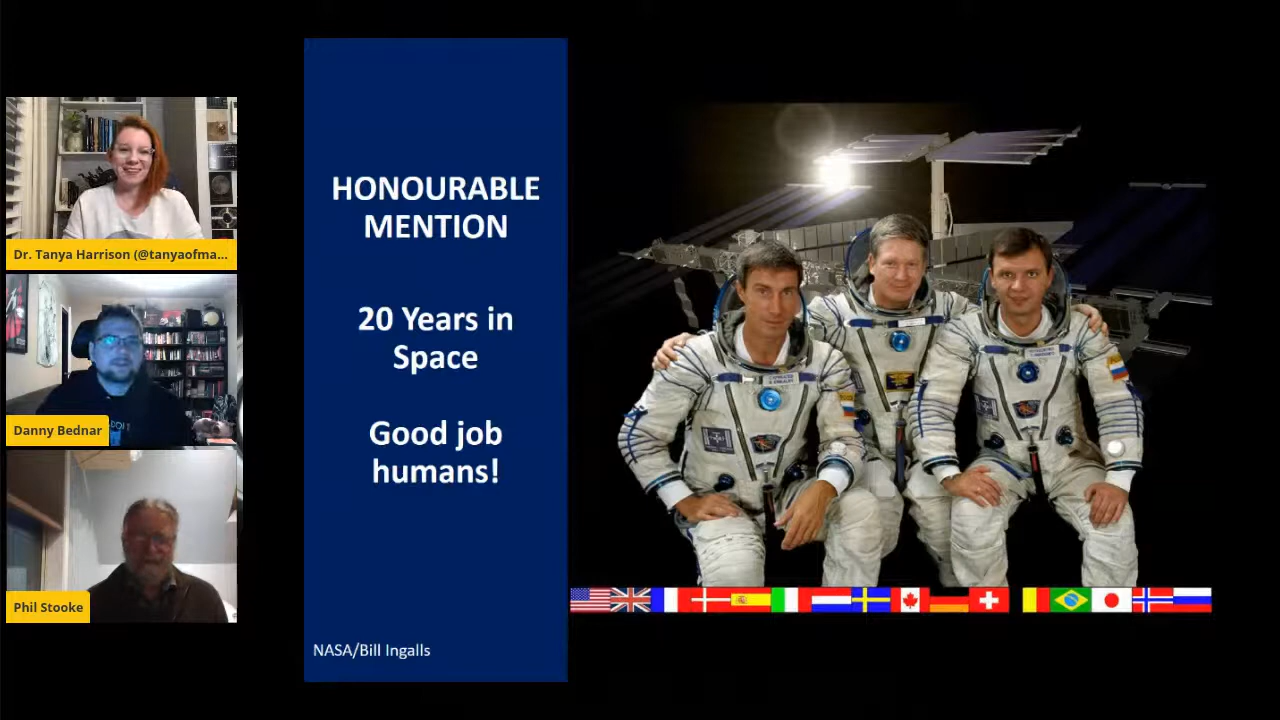 Dr. Tanya Harrison (@tanyaofma...
Danny Bednar
Phil Stooke
HONOURABLE
MENTION
20 Years in
Space
Good job
humans!
NASA/Bill Ingalls